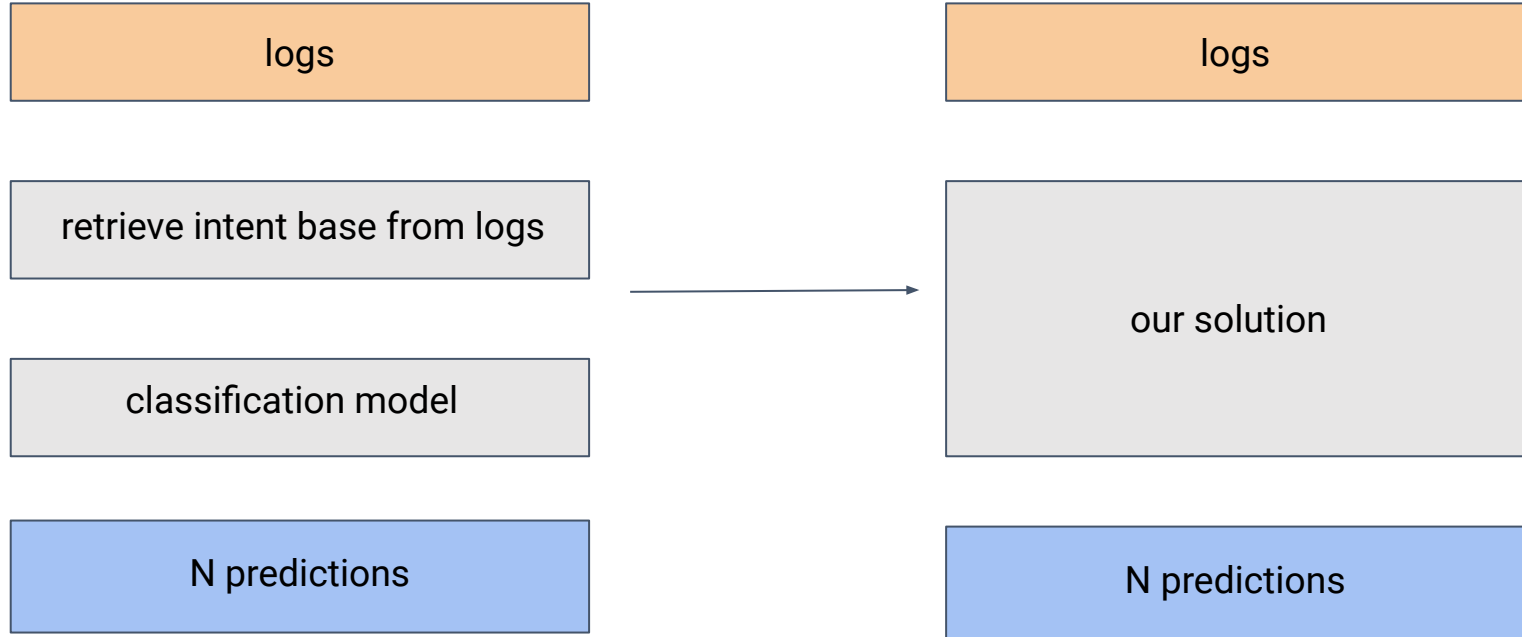 logs
retrieve intent base from logs
classification model
N predictions
logs
our solution
N predictions